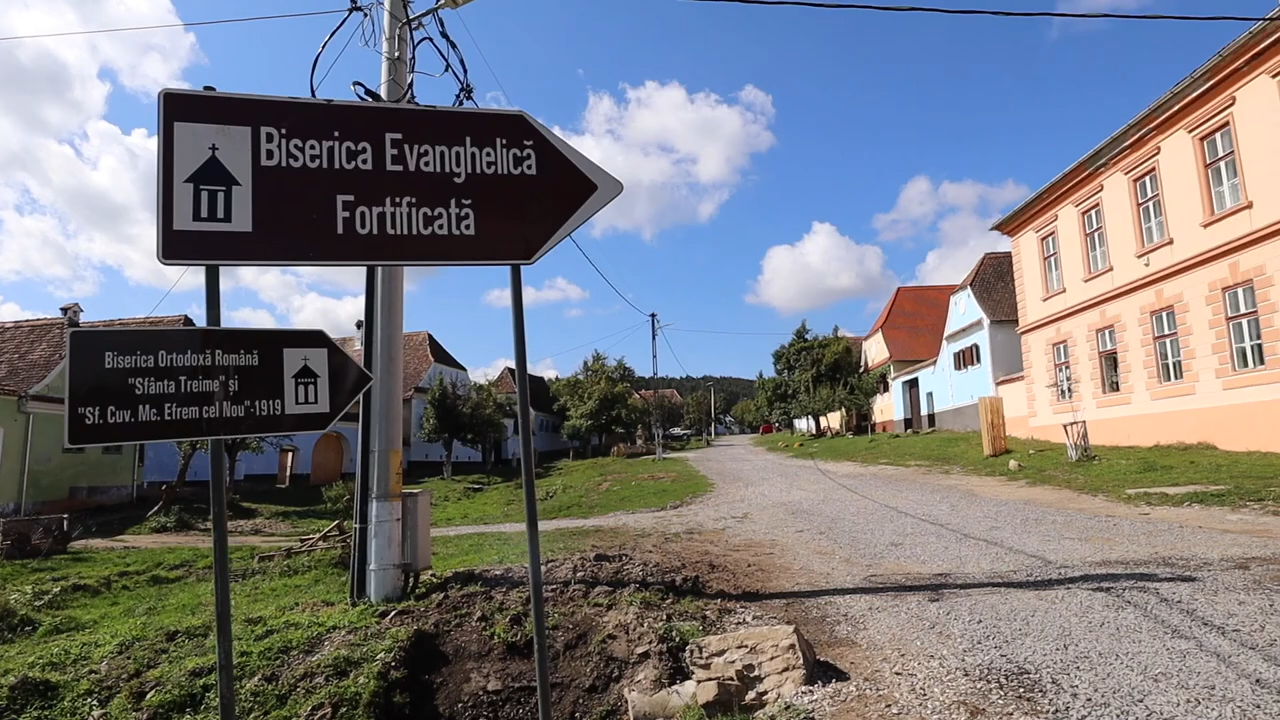 Biserica Evanghelică
Fortificată
Biserica Ortodoxă Română
"Sfânta Treime" și
"Sf. Cuv. Mc. Efrem cel Nou"-1919